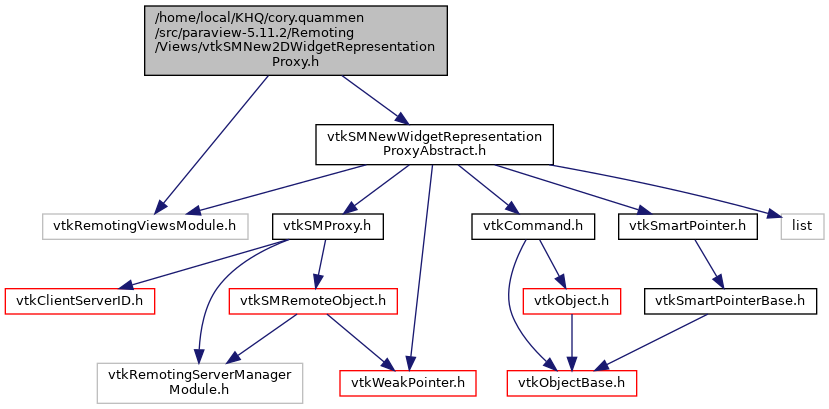 /home/local/KHQ/cory.quammen
/src/paraview-5.11.2/Remoting
/Views/vtkSMNew2DWidgetRepresentation
Proxy.h
vtkSMNewWidgetRepresentation
ProxyAbstract.h
vtkRemotingViewsModule.h
vtkSMProxy.h
vtkCommand.h
vtkSmartPointer.h
list
vtkClientServerID.h
vtkSMRemoteObject.h
vtkObject.h
vtkSmartPointerBase.h
vtkRemotingServerManager
Module.h
vtkWeakPointer.h
vtkObjectBase.h